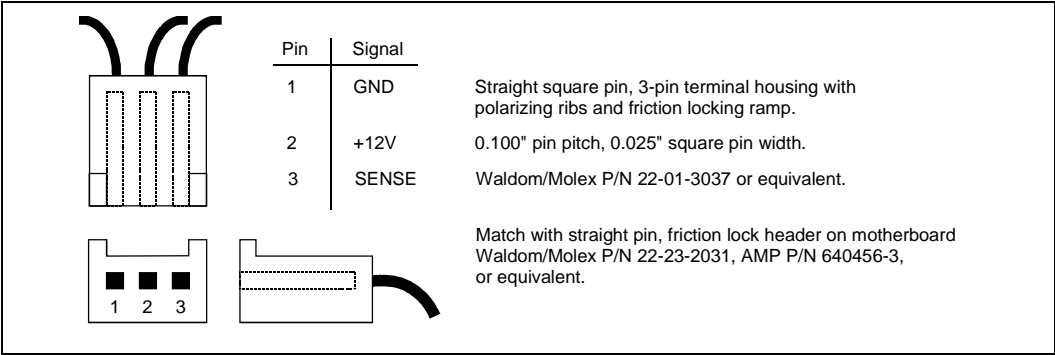 Pin Signal
1 GND Straight square pin, 3-pin terminal housing with
polarizing ribs and friction locking ramp.
2 +12V 0.100" pin pitch, 0.025" square pin width.
3 SENSE Waldom/Molex P/N 22-01-3037 or equivalent.
Match with straight pin, friction lock header on motherboard
Waldom/Molex P/N 22-23-2031, AMP P/N 640456-3,
or equivalent.
1 2 3